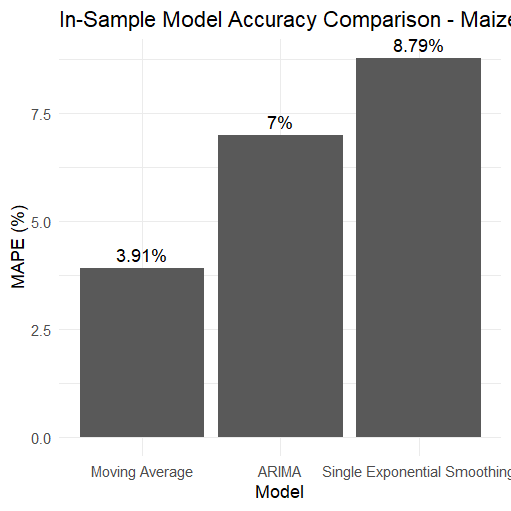 In-Sample Model Accuracy Comparison - Maize
8.79%
7%
3.91%
7.5
5.0
2.5
0.0
MAPE (%)
Moving Average ARIMA Single Exponential Smoothing
Model